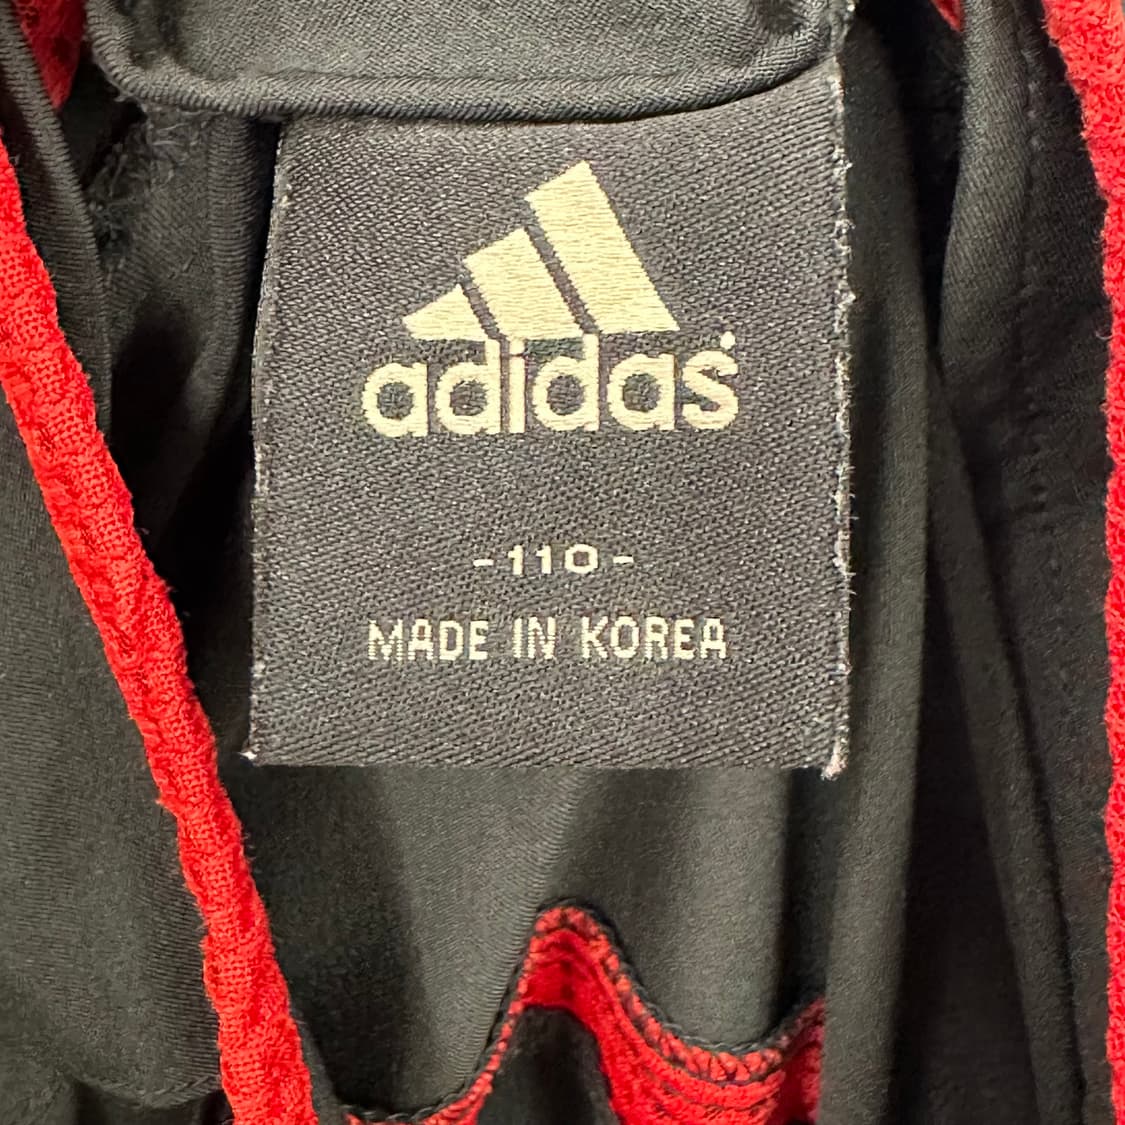 adidas
-110-
MADE IN KOREA